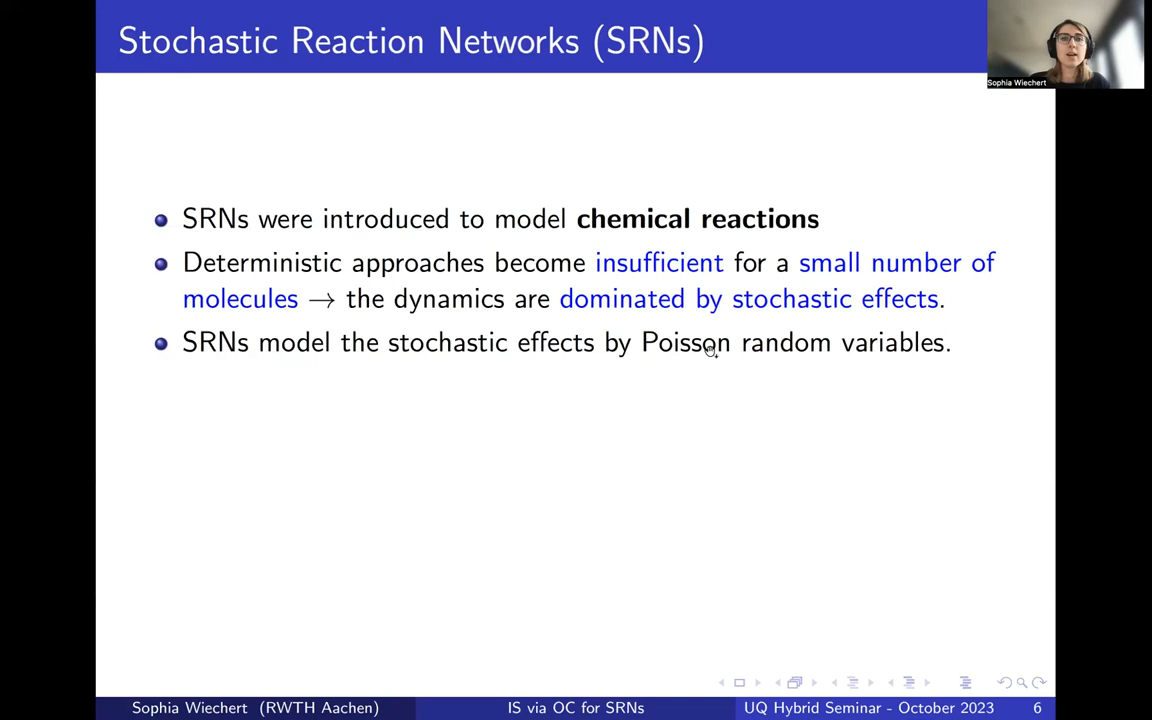 Stochastic Reaction Networks (SRNs)
Sophia Wiechert
SRNs were introduced to model chemical reactions
Deterministic approaches become insufficient for a small number of
molecules → the dynamics are dominated by stochastic effects.
SRNs model the stochastic effects by Poisson random variables.
Sophia Wiechert (RWTH Aachen)
IS via OC for SRNs
UQ Hybrid Seminar - October 2023
6